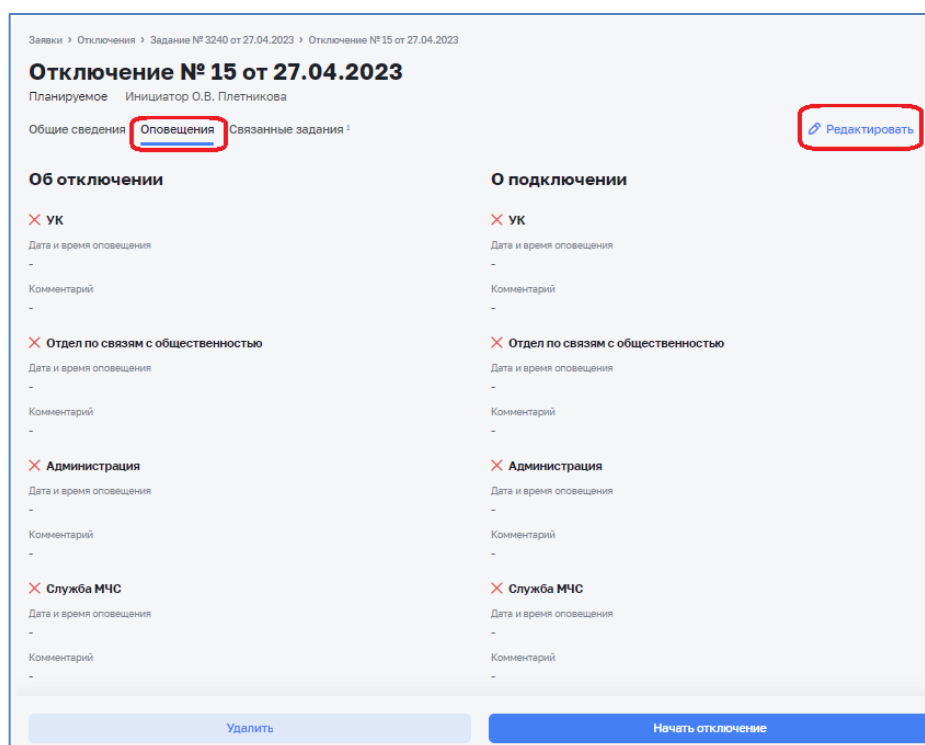 Заявки › Отключения › Задание № 3240 от 27.04.2023 › Отключение № 15 от 27.04.2023
Отключение № 15 от 27.04.2023
Планируемое Инициатор О.В. Плетникова
Общие сведения Оповещения Связанные задания 1 Редактировать
Об отключении О подключении
УК УК
Дата и время оповещения Дата и время оповещения
- -
Комментарий Комментарий
- -
Отдел по связям с общественностью Отдел по связям с общественностью
Дата и время оповещения Дата и время оповещения
- -
Комментарий Комментарий
- -
Администрация Администрация
Дата и время оповещения Дата и время оповещения
- -
Комментарий Комментарий
- -
Служба МЧС Служба МЧС
Дата и время оповещения Дата и время оповещения
- -
Комментарий Комментарий
- -
Удалить Начать отключение